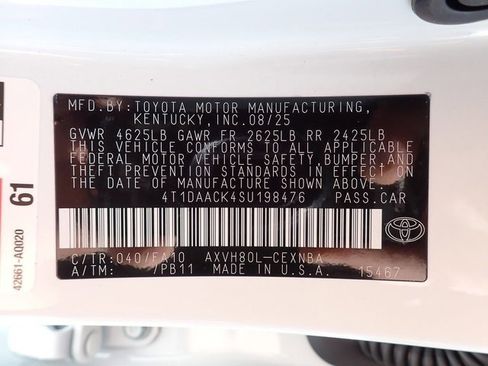 MFD.BY:TOYOTA MOTOR MANUFACTURING,
KENTUCKY,INC.08/25
GVWR 4625LB GAWR FR 2625LB RR 2425LB
THIS VEHICLE CONFORMS TO ALL APPLICABLE
FEDERAL MOTOR VEHICLE SAFETY,BUMPER,AND
THEFT PREVENTION STANDARDS IN EFFECT ON
THE DATE OF MANUFACTURE SHOWN ABOVE.
4T1DAACK4SU198476 PASS.CAR
C/TR:040/FA10 AXVH80L-CEXNBA
A/TM: /PB11 MADE IN U.S.A. 15467
61
42661-A0020